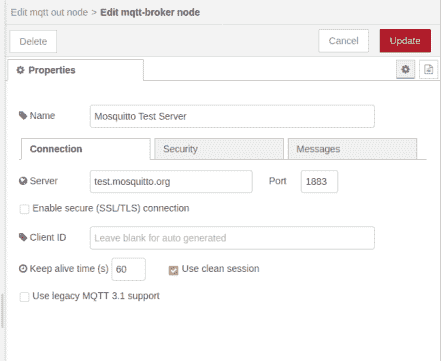 Edit mqtt out node > Edit mqtt-broker node
Delete Cancel Update
Properties
Name Mosquitto Test Server
Connection Security Messages
Server test.mosquitto.org Port 1883
Enable secure (SSL/TLS) connection
Client ID Leave blank for auto generated
Keep alive time (s) 60 Use clean session
Use legacy MQTT 3.1 support